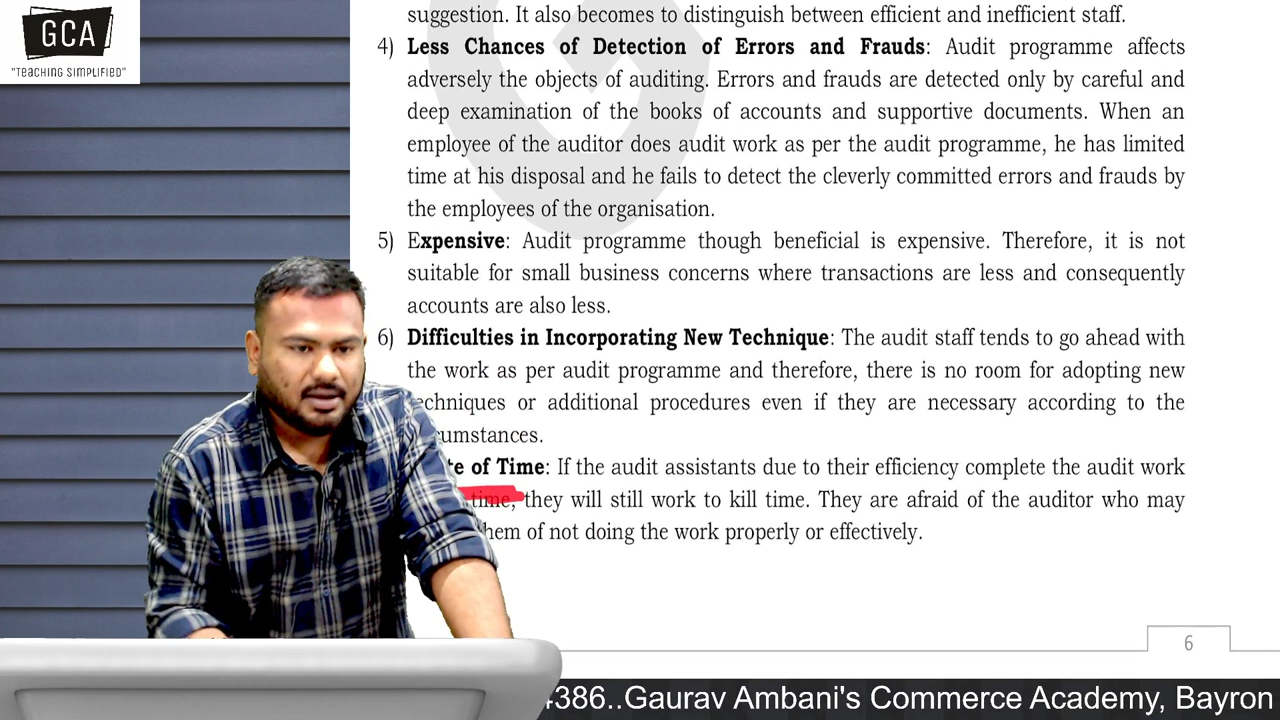 GCA
"TEACHING SIMPLIFIED"
suggestion. It also becomes to distinguish between efficient and inefficient staff.
4) Less Chances of Detection of Errors and Frauds: Audit programme affects
adversely the objects of auditing. Errors and frauds are detected only by careful and
deep examination of the books of accounts and supportive documents. When an
employee of the auditor does audit work as per the audit programme, he has limited
time at his disposal and he fails to detect the cleverly committed errors and frauds by
the employees of the organisation.
5) Expensive: Audit programme though beneficial is expensive. Therefore, it is not
suitable for small business concerns where transactions are less and consequently
accounts are also less.
6) Difficulties in Incorporating New Technique: The audit staff tends to go ahead with
the work as per audit programme and therefore, there is no room for adopting new
echniques or additional procedures even if they are necessary according to the
cumstances.
te of Time: If the audit assistants due to their efficiency complete the audit work
time, they will still work to kill time. They are afraid of the auditor who may
hem of not doing the work properly or effectively.
6
4386..Gaurav Ambani's Commerce Academy, Bayron